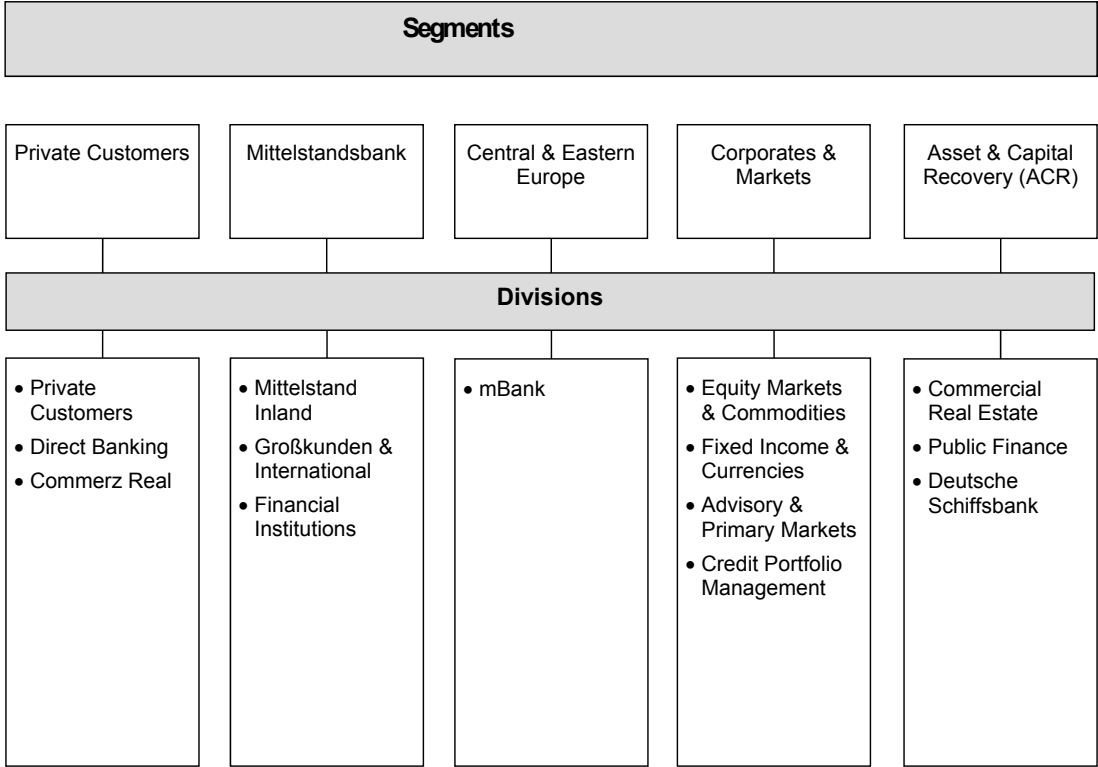 Segments
Private Customers
Mittelstandsbank
Central & Eastern
Europe
Corporates &
Markets
Asset & Capital
Recovery (ACR)
Divisions
• Private
Customers
• Direct Banking
• Commerz Real
• Mittelstand
Inland
• Großkunden &
International
• Financial
Institutions
• mBank
• Equity Markets
& Commodities
• Fixed Income &
Currencies
• Advisory &
Primary Markets
• Credit Portfolio
Management
• Commercial
Real Estate
• Public Finance
• Deutsche
Schiffsbank